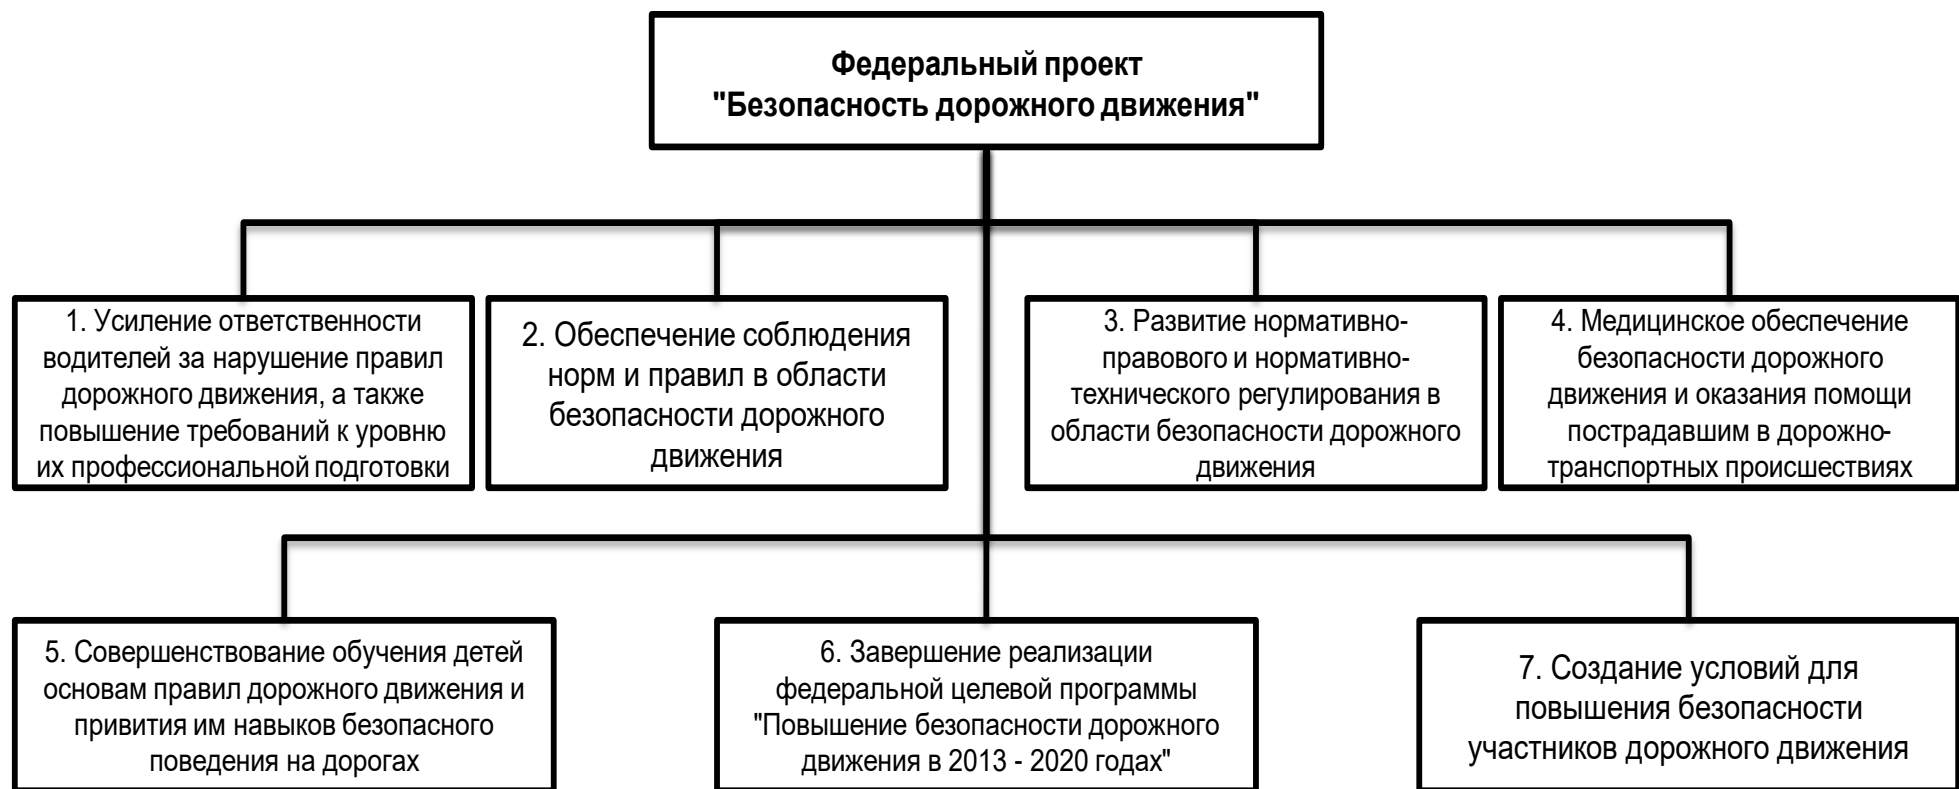 Федеральный проект
"Безопасность дорожного движения"
1. Усиление ответственности
водителей за нарушение правил
дорожного движения, а также
повышение требований к уровню
их профессиональной подготовки
2. Обеспечение соблюдения
норм и правил в области
безопасности дорожного
движения
3. Развитие нормативно-
правового и нормативно-
технического регулирования в
области безопасности дорожного
движения
4. Медицинское обеспечение
безопасности дорожного
движения и оказания помощи
пострадавшим в дорожно-
транспортных происшествиях
5. Совершенствование обучения детей
основам правил дорожного движения и
привития им навыков безопасного
поведения на дорогах
6. Завершение реализации
федеральной целевой программы
"Повышение безопасности дорожного
движения в 2013 - 2020 годах"
7. Создание условий для
повышения безопасности
участников дорожного движения